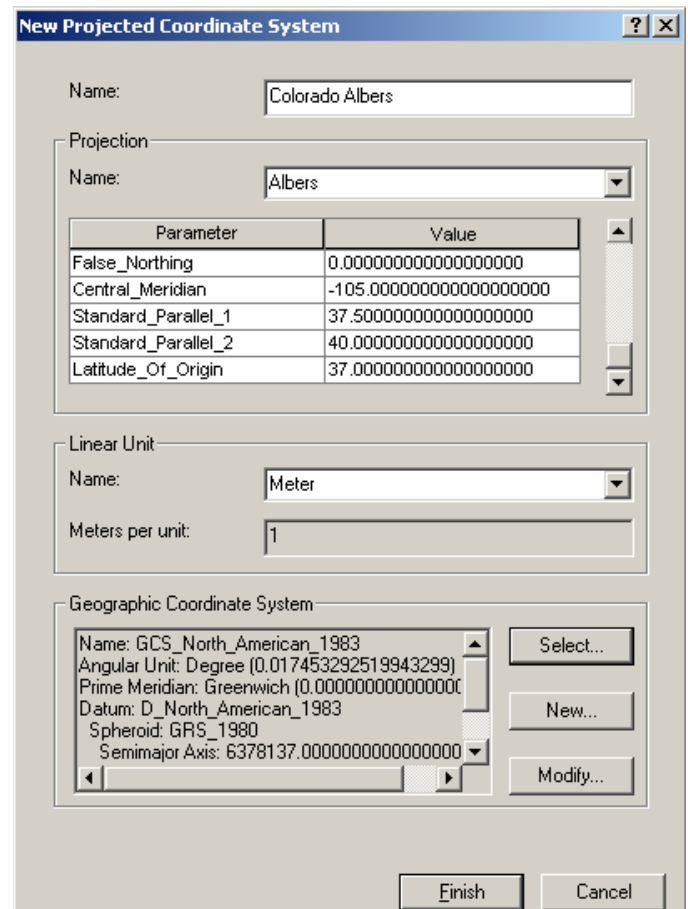 New Projected Coordinate System
Name: Colorado Albers
Projection
Name: Albers
Parameter Value
False_Northing 0.000000000000000000
Central_Meridian -105.000000000000000000
Standard_Parallel_1 37.500000000000000000
Standard_Parallel_2 40.000000000000000000
Latitude_Of_Origin 37.000000000000000000
Linear Unit
Name: Meter
Meters per unit: 1
Geographic Coordinate System
Name: GCS_North_American_1983
Angular Unit: Degree (0.017453292519943299)
Prime Meridian: Greenwich (0.000000000000000
Datum: D_North_American_1983
Spheroid: GRS_1980
Semimajor Axis: 6378137.0000000000000000
Select...
New...
Modify...
Finish Cancel